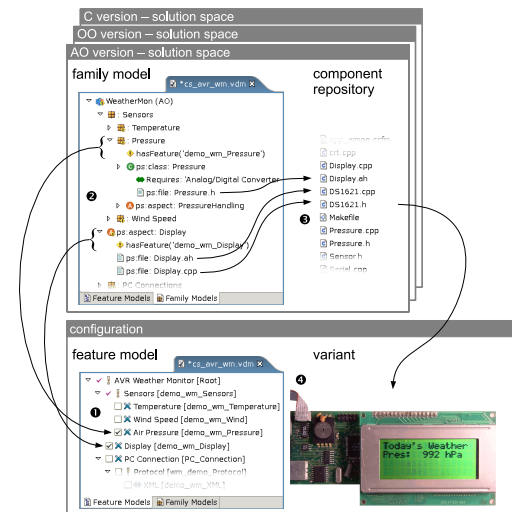 C version – solution space
OO version – solution space
AO version – solution space
family model
*cs_avr_wm.vdm
component
repository
WeatherMon (AO)
: Sensors
: Temperature
: Pressure
hasFeature('demo_wm_Pressure')
ps:class: Pressure
Requires: 'Analog/Digital Converter
ps:file: Pressure.h
ps:aspect: PressureHandling
: Wind Speed
ps:aspect: Display
hasFeature('demo_wm_Display')
ps:file: Display.ah
ps:file: Display.cpp
: PC Connections
Feature Models
Family Models
❷
crt.cpp
Display.cpp
Display.ah
DS1621.cpp
DS1621.h
Makefile
Pressure.cpp
Pressure.h
Sensor.h
Serial.cpp
❸
configuration
feature model
*cs_avr_wm.vdm
variant
AVR Weather Monitor [Root]
Sensors [demo_wm_Sensors]
Temperature [demo_wm_Temperature]
Wind Speed [demo_wm_Wind]
Air Pressure [demo_wm_Pressure]
Display [demo_wm_Display]
PC Connection [PC_Connection]
Protocol [wm_demo_Protocol]
XML [demo_wm_XML]
Feature Models
Family Models
❶
❹
Today's Weather
Pres: 992 hPa